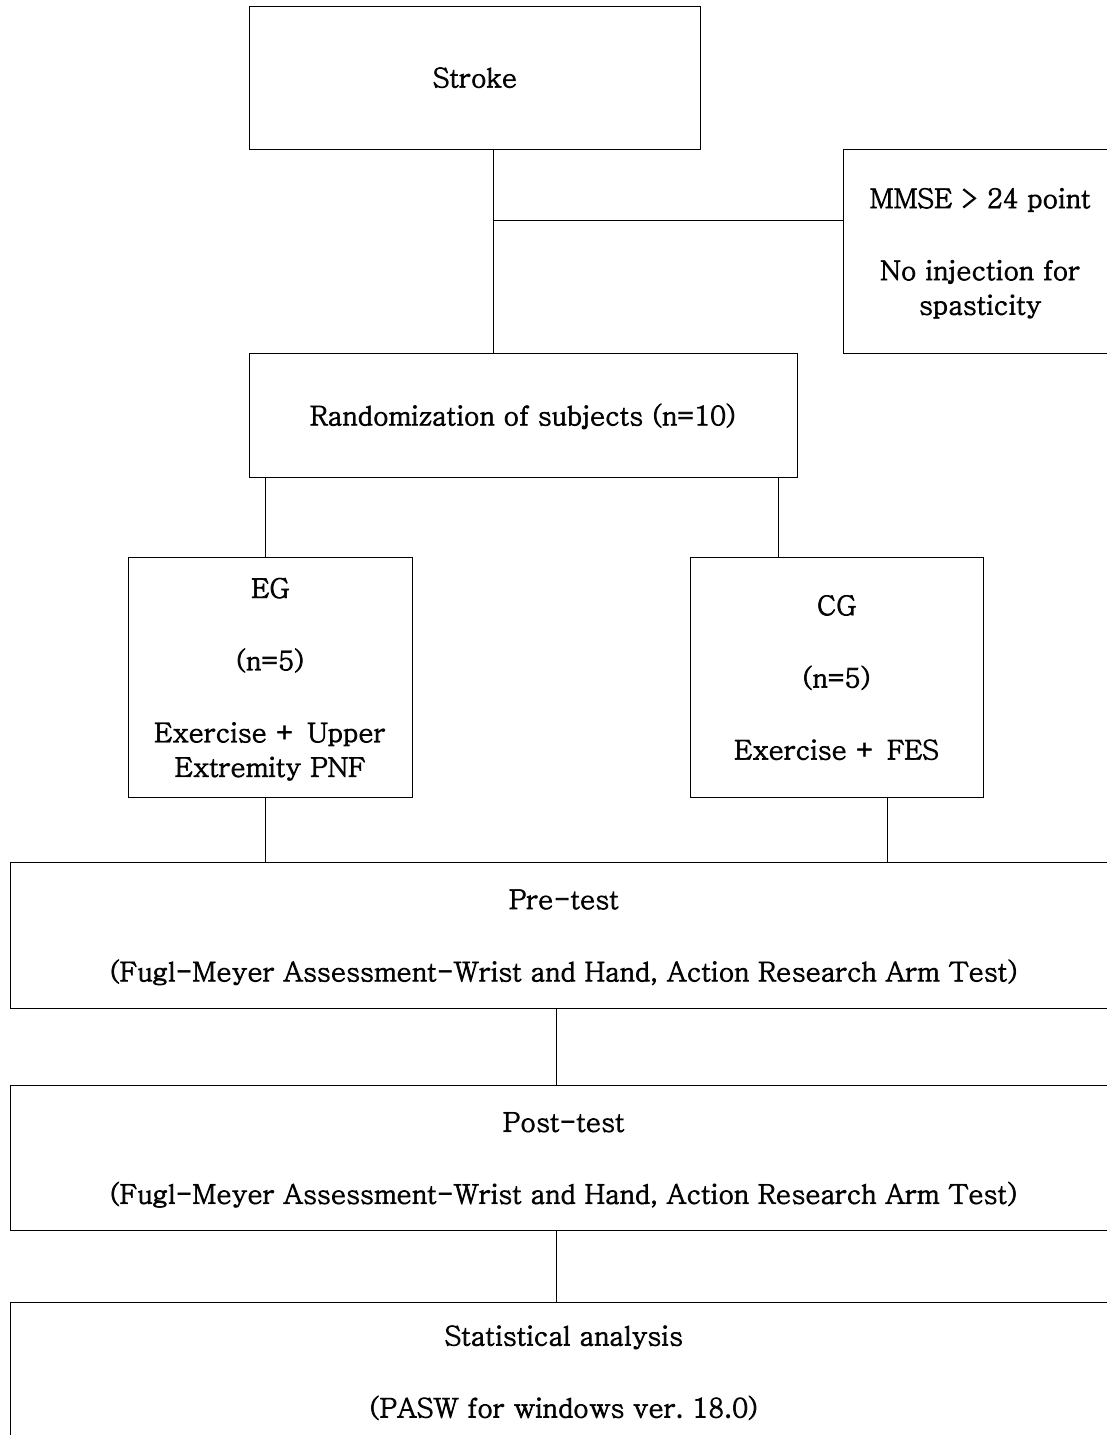 Stroke
MMSE > 24 point
No injection for
spasticity
Randomization of subjects (n=10)
EG
(n=5)
Exercise + Upper
Extremity PNF
CG
(n=5)
Exercise + FES
Pre-test
(Fugl-Meyer Assessment-Wrist and Hand, Action Research Arm Test)
Post-test
(Fugl-Meyer Assessment-Wrist and Hand, Action Research Arm Test)
Statistical analysis
(PASW for windows ver. 18.0)